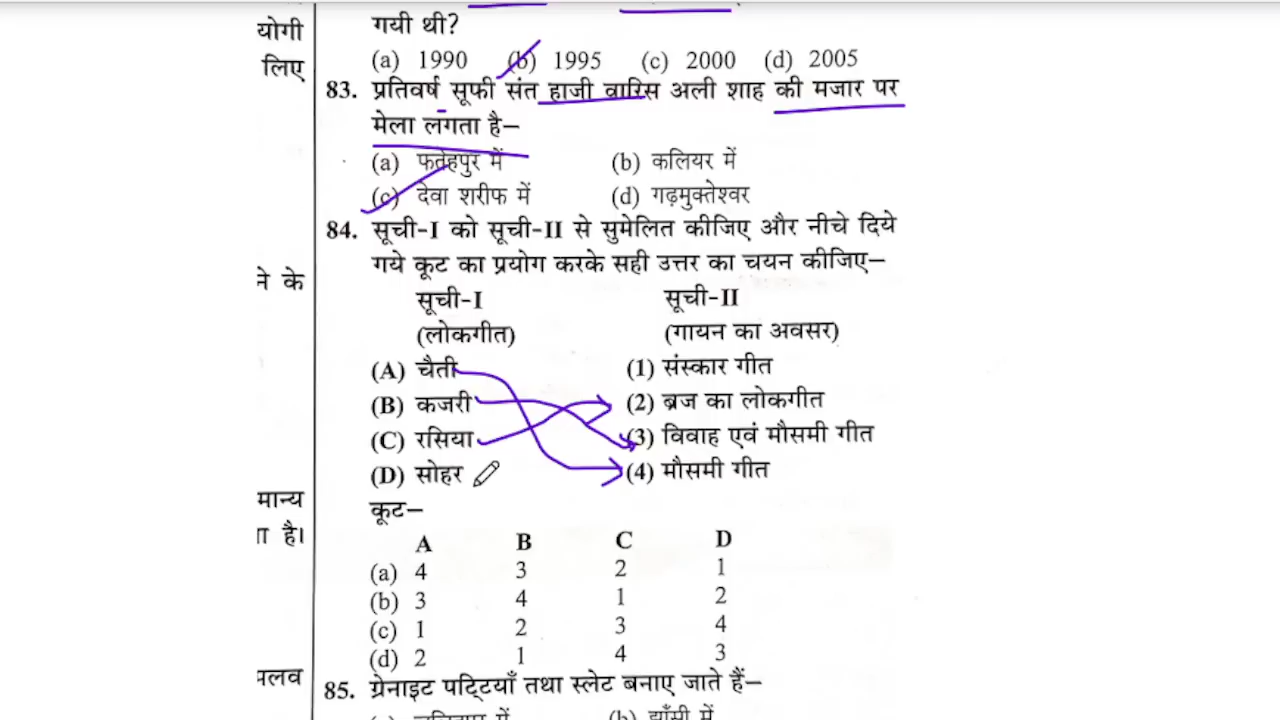 योगी
लिए
ने के
मान्य
ा है।
गयी थी?
(a) 1990 (b) 1995 (c) 2000 (d) 2005
83. प्रतिवर्ष सूफी संत हाजी वारिस अली शाह की मजार पर
मेला लगता है–
(a) फतेहपुर में (b) कलियर में
(c) देवा शरीफ में (d) गढ़मुक्तेश्वर
84. सूची-I को सूची-II से सुमेलित कीजिए और नीचे दिये
गये कूट का प्रयोग करके सही उत्तर का चयन कीजिए–
सूची-I सूची-II
(लोकगीत) (गायन का अवसर)
(A) चैती (1) संस्कार गीत
(B) कजरी (2) ब्रज का लोकगीत
(C) रसिया (3) विवाह एवं मौसमी गीत
(D) सोहर (4) मौसमी गीत
कूट–
A B C D
(a) 4 3 2 1
(b) 3 4 1 2
(c) 1 2 3 4
(d) 2 1 4 3
85. ग्रेनाइट पट्टियाँ तथा स्लेट बनाए जाते हैं–
(b) झाँसी में